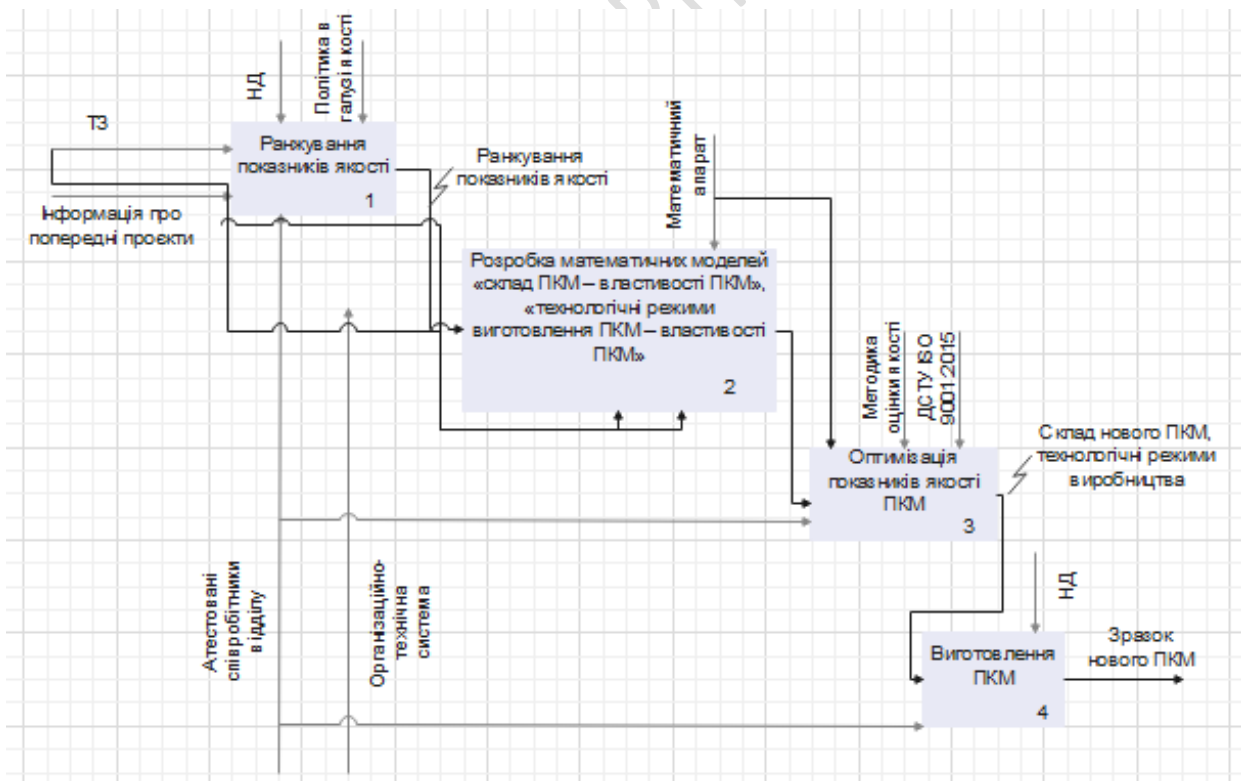 НД
Політика в
галузі якості
ТЗ
Ранжування
показників якості
1
Ранжування
показників якості
Математичний
апарат
Інформація про
попередні проєкти
Розробка математичних моделей
«склад ПКМ – властивості ПКМ»,
«технологічні режими
виготовлення ПКМ – властивості
ПКМ»
2
Методика
оцінки якості
ДСТУ ISO
9001:2015
Склад нового ПКМ,
технологічні режими
виробництва
Оптимізація
показників якості
ПКМ
3
Атестовані
співробітники
відділу
Організаційно-
технічна
система
НД
Виготовлення
ПКМ
4
Зразок
нового ПКМ